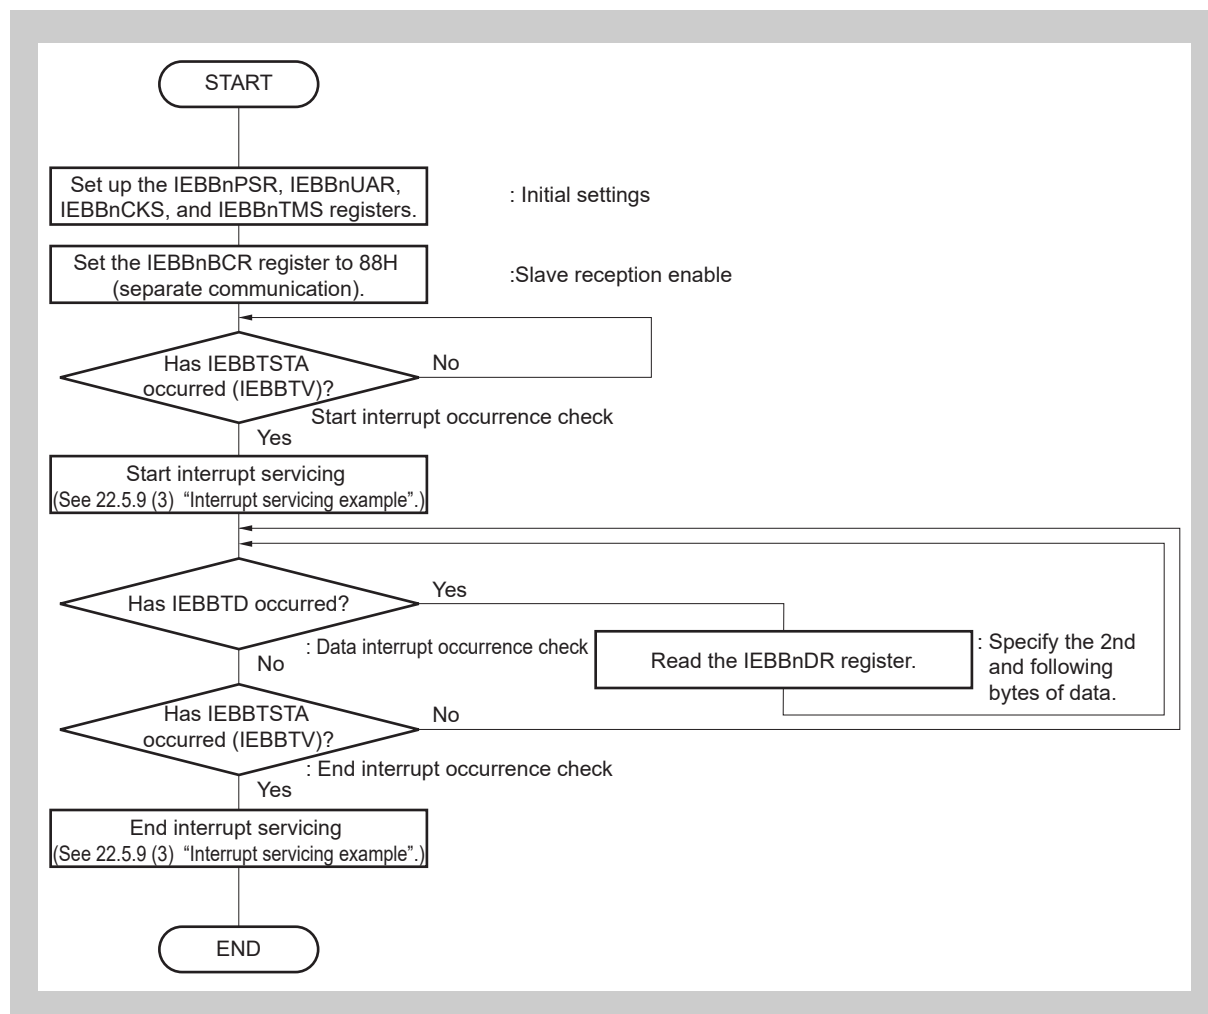 START
Set up the IEBBnPSR, IEBBnUAR,
IEBBnCKS, and IEBBnTMS registers.
: Initial settings
Set the IEBBnBCR register to 88H
(separate communication).
:Slave reception enable
Has IEBBTSTA
occurred (IEBBTV)?
No
Start interrupt occurrence check
Yes
Start interrupt servicing
(See 22.5.9 (3) “Interrupt servicing example”.)
Has IEBBTD occurred?
Yes
: Data interrupt occurrence check
No
Read the IEBBnDR register.
: Specify the 2nd
and following
bytes of data.
Has IEBBTSTA
occurred (IEBBTV)?
No
: End interrupt occurrence check
Yes
End interrupt servicing
(See 22.5.9 (3) “Interrupt servicing example”.)
END